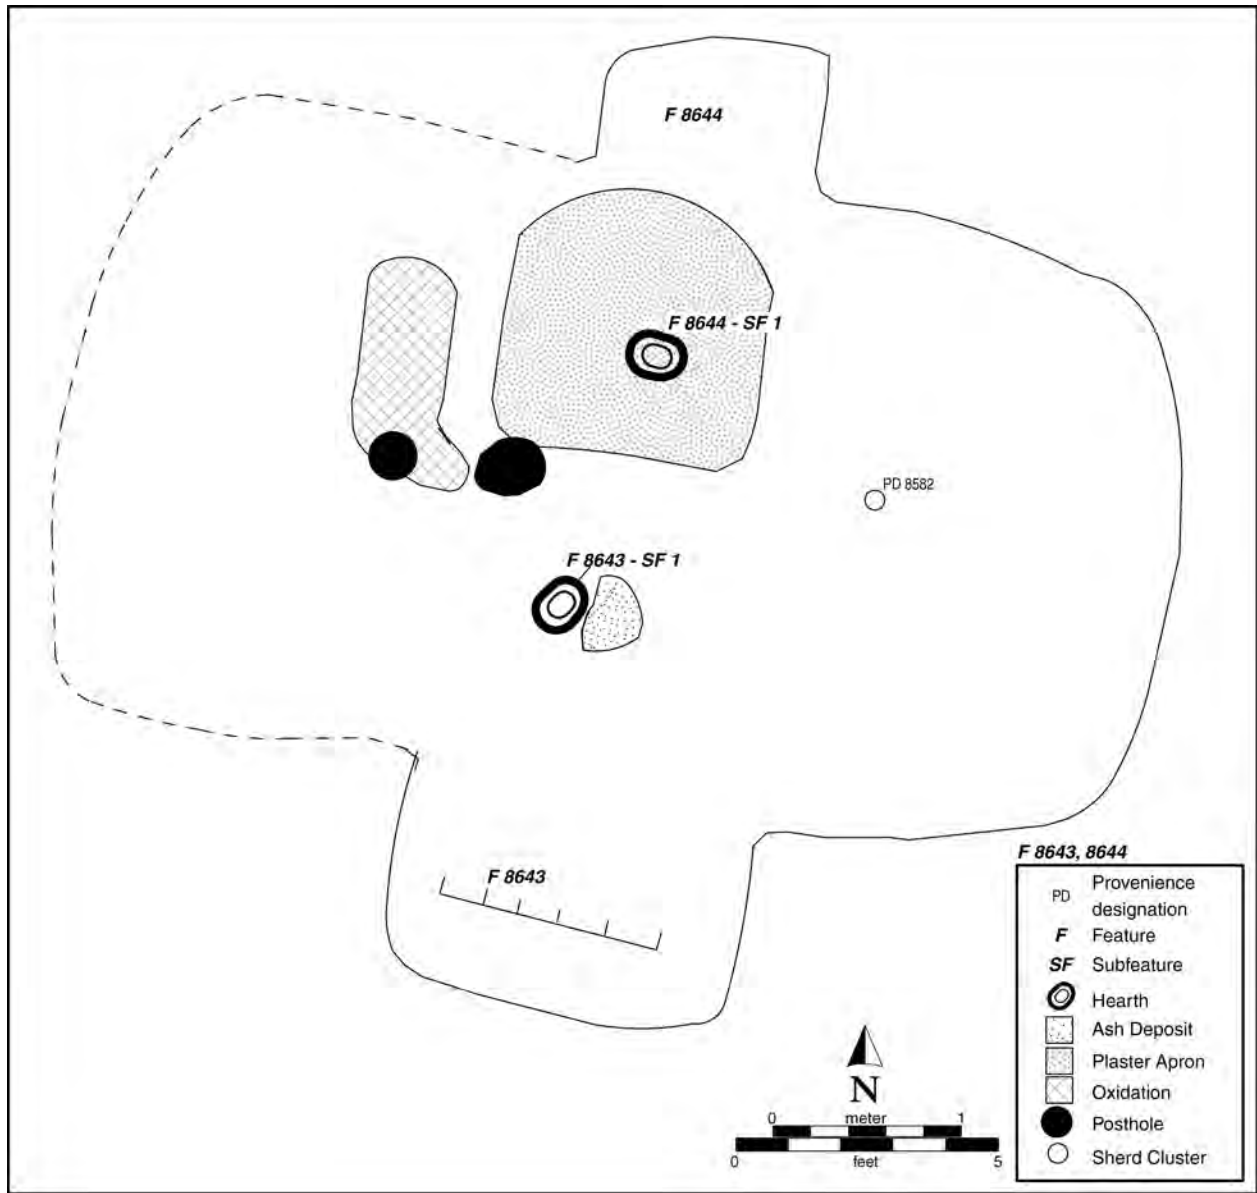 F 8644
F 8644 - SF 1
PD 8582
F 8643 - SF 1
F 8643
F 8643, 8644
PD Provenience
designation
F Feature
SF Subfeature
Hearth
Ash Deposit
Plaster Apron
Oxidation
Posthole
Sherd Cluster
N
0 meter 1
0 feet 5